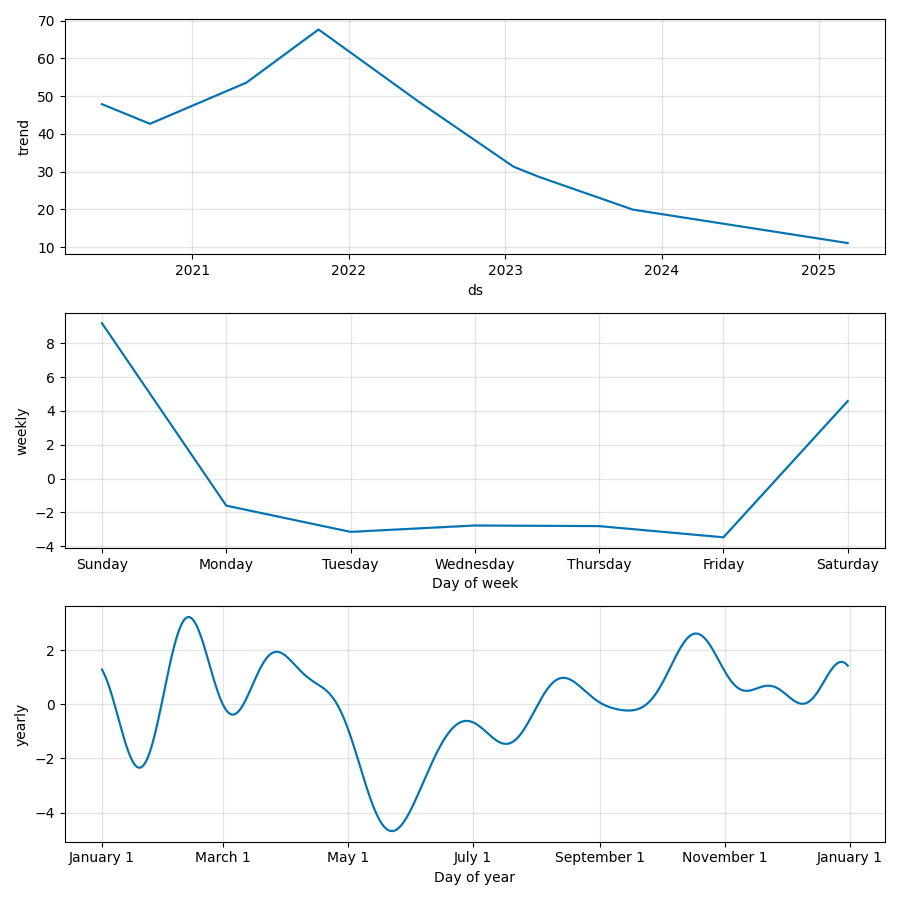 70
60
50
40
30
20
10
trend
2021 2022 2023 2024 2025
ds
8
6
4
2
0
−2
−4
weekly
Sunday Monday Tuesday Wednesday Thursday Friday Saturday
Day of week
2
0
−2
−4
yearly
January 1 March 1 May 1 July 1 September 1 November 1 January 1
Day of year